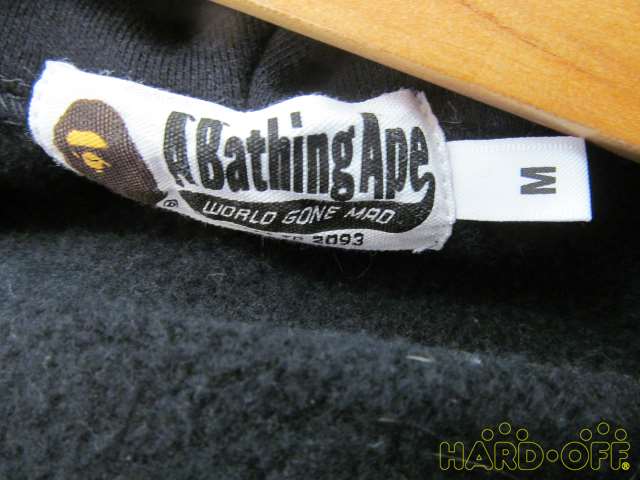 A Bathing Ape
®
WORLD GONE MAD
2093
M
HARD·OFF